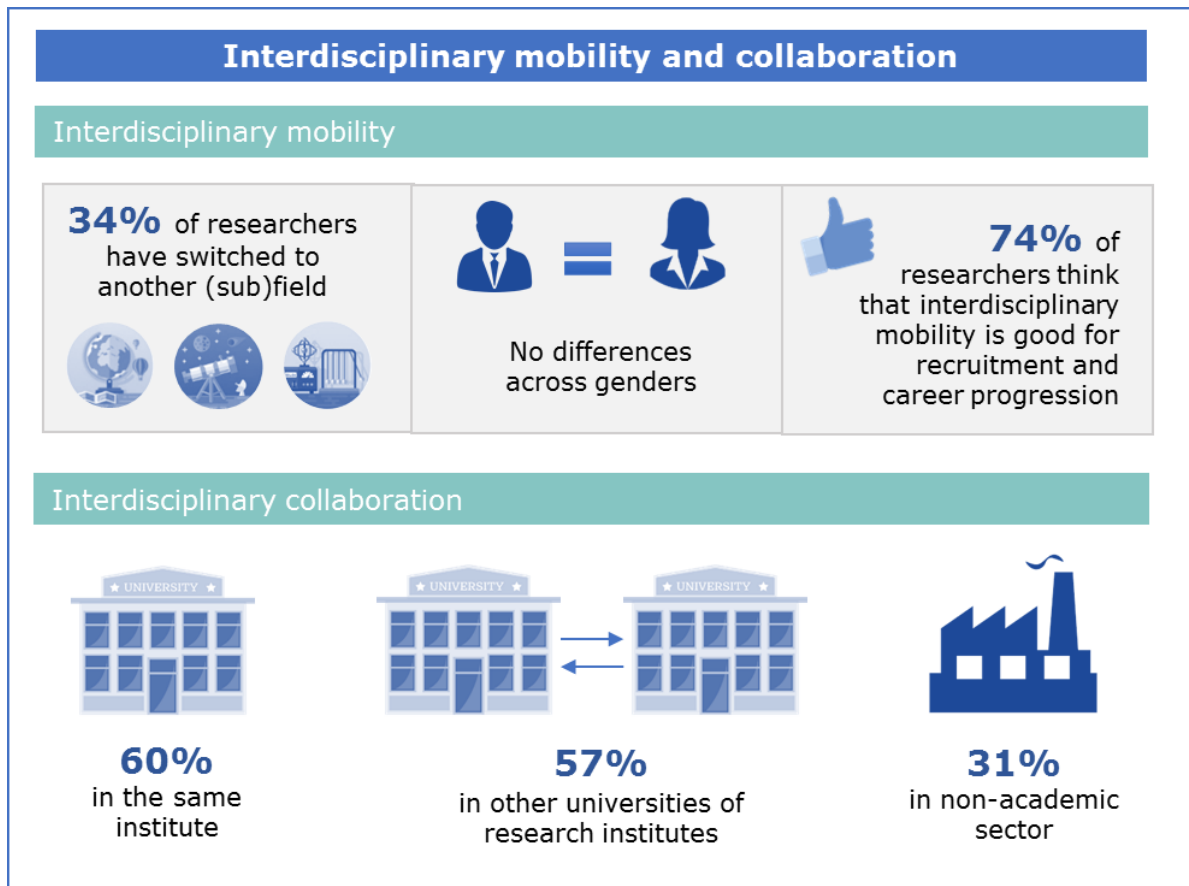 Interdisciplinary mobility and collaboration
Interdisciplinary mobility
34% of researchers
have switched to
another (sub)field
No differences
across genders
74% of
researchers think
that interdisciplinary
mobility is good for
recruitment and
career progression
Interdisciplinary collaboration
★ UNIVERSITY ★
60%
in the same
institute
★ UNIVERSITY ★
★ UNIVERSITY ★
57%
in other universities of
research institutes
31%
in non-academic
sector